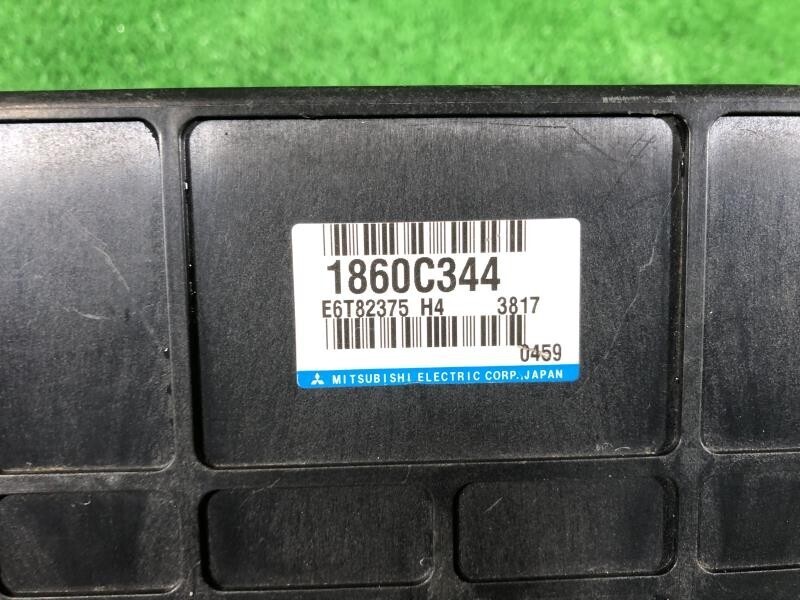 1860C344
E6T82375 H4 3817
0459
MITSUBISHI ELECTRIC CORP.,JAPAN